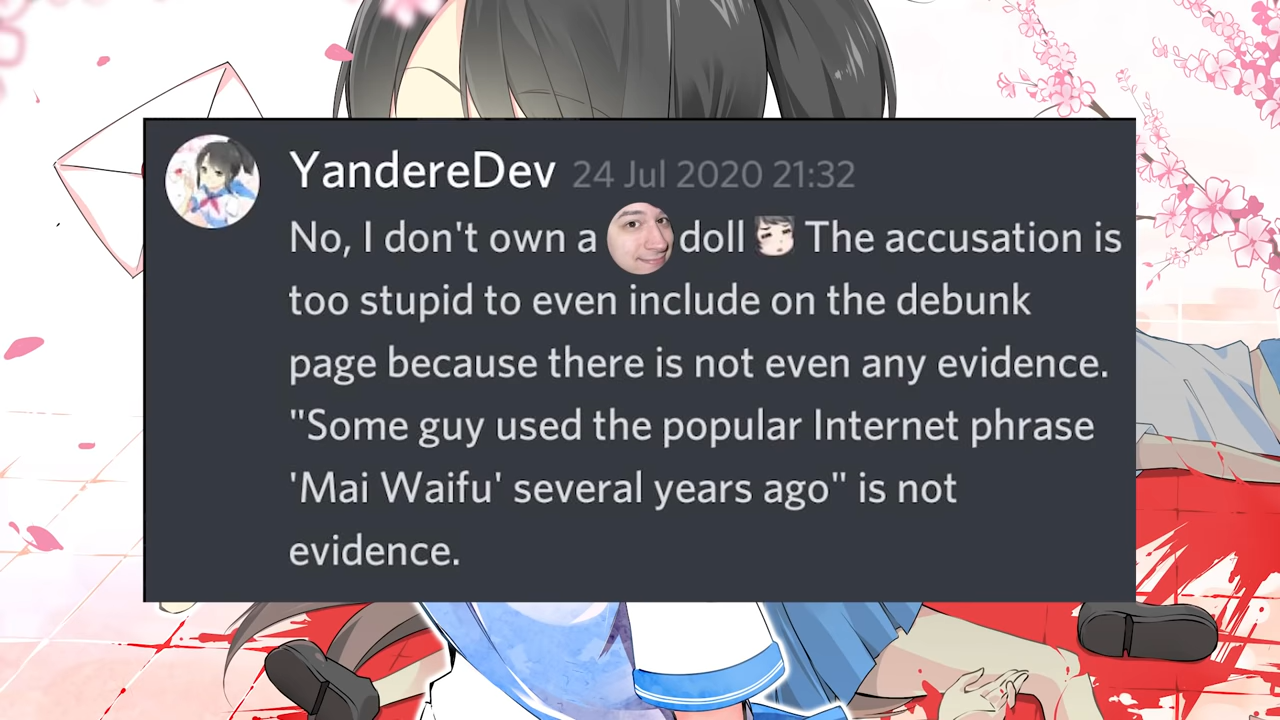 YandereDev 24 Jul 2020 21:32
No, I don't own a doll The accusation is
too stupid to even include on the debunk
page because there is not even any evidence.
"Some guy used the popular Internet phrase
'Mai Waifu' several years ago" is not
evidence.